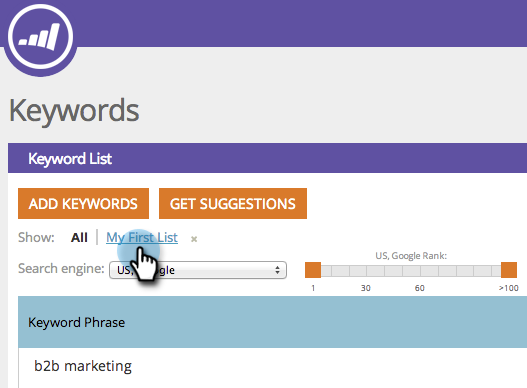 Keywords
Keyword List
ADD KEYWORDS GET SUGGESTIONS
Show: All My First List ×
US, Google Rank:
Search engine: US, Google
1 30 60 >100
Keyword Phrase
b2b marketing